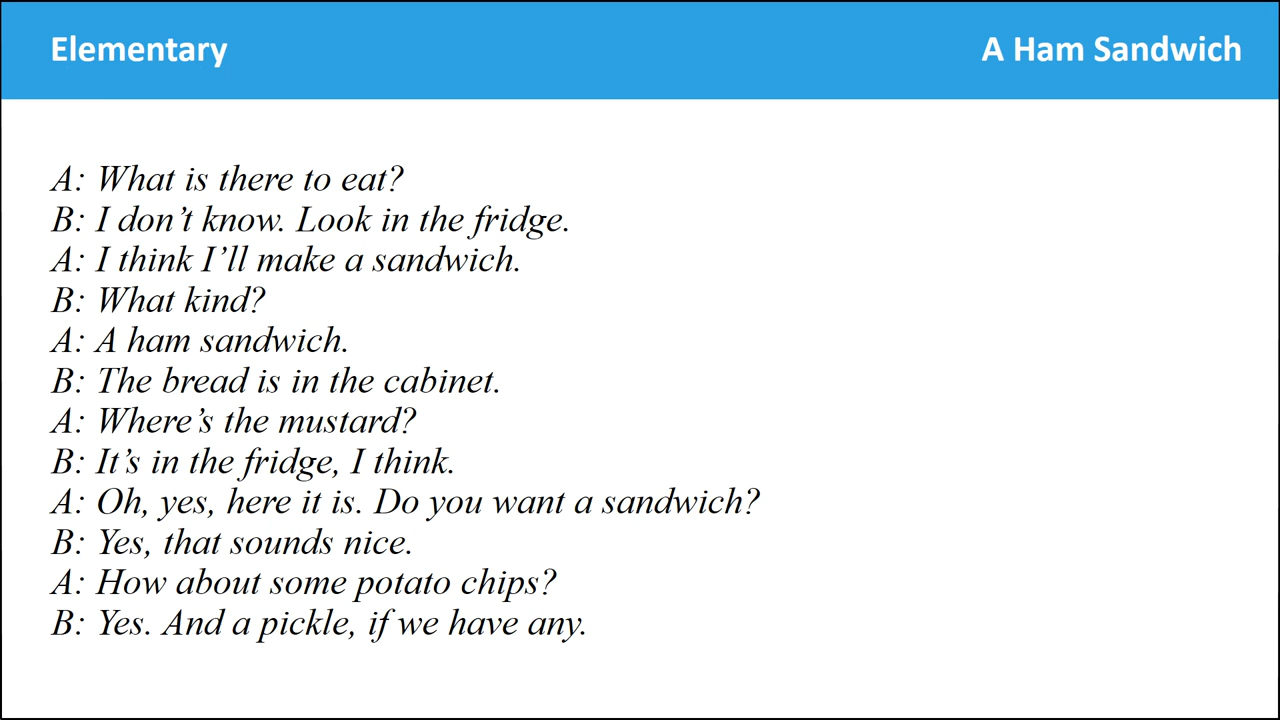 Elementary
A Ham Sandwich
A: What is there to eat?
B: I don’t know. Look in the fridge.
A: I think I’ll make a sandwich.
B: What kind?
A: A ham sandwich.
B: The bread is in the cabinet.
A: Where’s the mustard?
B: It’s in the fridge, I think.
A: Oh, yes, here it is. Do you want a sandwich?
B: Yes, that sounds nice.
A: How about some potato chips?
B: Yes. And a pickle, if we have any.